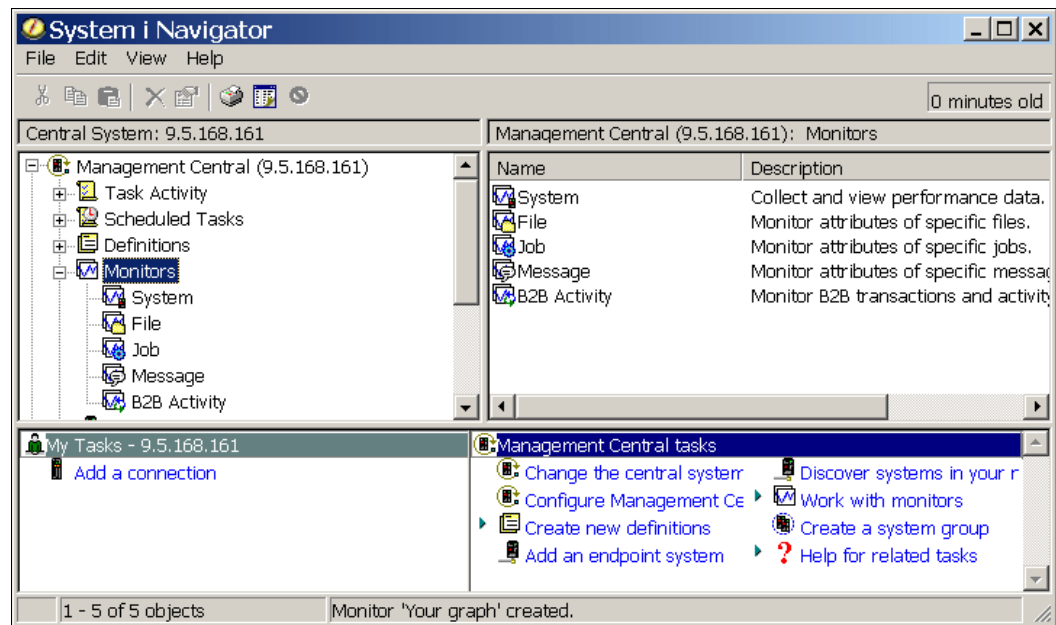 System i Navigator
File Edit View Help
0 minutes old
Central System: 9.5.168.161
Management Central (9.5.168.161): Monitors
Management Central (9.5.168.161)
Task Activity
Scheduled Tasks
Definitions
Monitors
System
File
Job
Message
B2B Activity
Name Description
System Collect and view performance data.
File Monitor attributes of specific files.
Job Monitor attributes of specific jobs.
Message Monitor attributes of specific messag
B2B Activity Monitor B2B transactions and activit
My Tasks - 9.5.168.161
Add a connection
Management Central tasks
Change the central system Discover systems in your n
Configure Management Ce Work with monitors
Create new definitions Create a system group
Add an endpoint system ? Help for related tasks
1 - 5 of 5 objects Monitor 'Your graph' created.